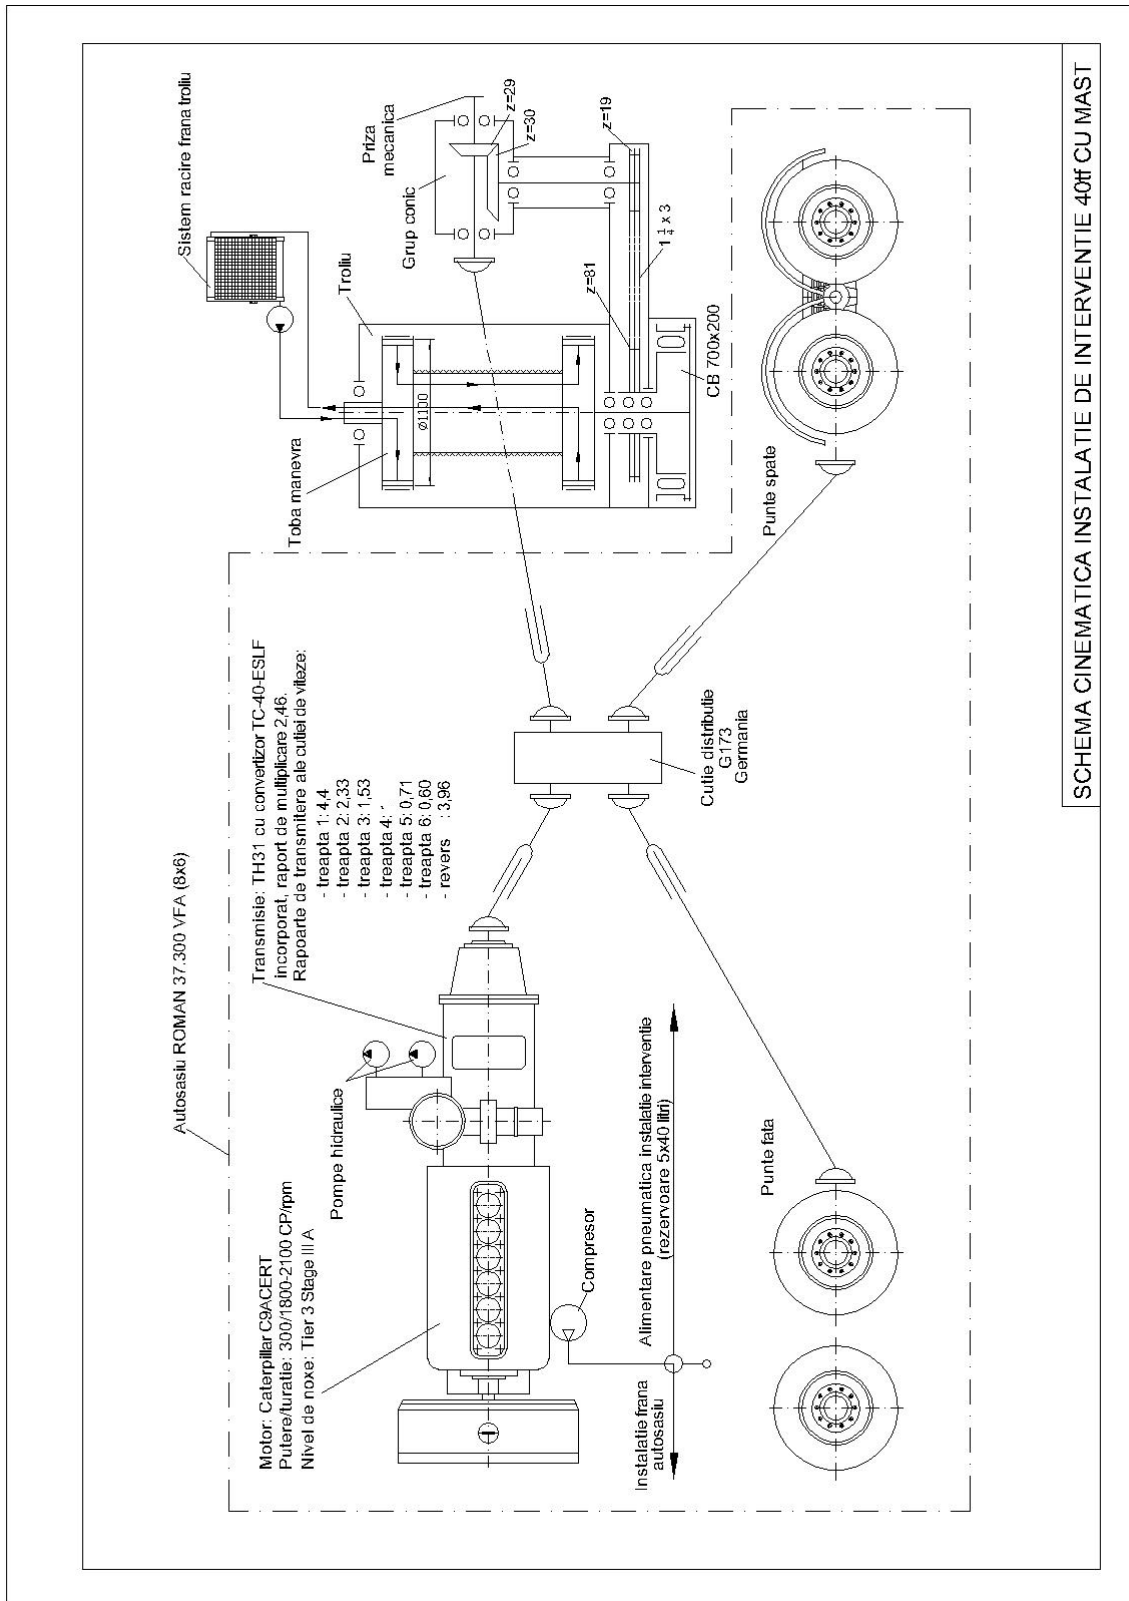 Autosasiu ROMAN 37.300 VFA (8x6)
Motor: Caterpillar C9ACERT
Putere/turatie: 300/1800-2100 CP/rpm
Nivel de noxe: Tier 3 Stage III A
Pompe hidraulice
Transmisie: TH31 cu convertizor TC-40-ESLF
incorporat, raport de multiplicare 2,46.
Rapoarte de transmitere ale cutiei de viteze:
- treapta 1: 4,4
- treapta 2: 2,33
- treapta 3: 1,53
- treapta 4:
- treapta 5: 0,71
- treapta 6: 0,60
- revers : 3,96
Sistem racire frana troliu
Troliu
Toba manevra
Ø1100
Grup conic
Priza
mecanica
z=29
z=30
z=19
z=81
1 1/4 x 3
CB 700x200
Compresor
Instalatie frana
autosasiu
Alimentare pneumatica instalatie interventie
(rezervoare 5x40 litri)
Cutie distributie
G173
Germania
Punte fata
Punte spate
SCHEMA CINEMATICA INSTALATIE DE INTERVENTIE 40tf CU MAST